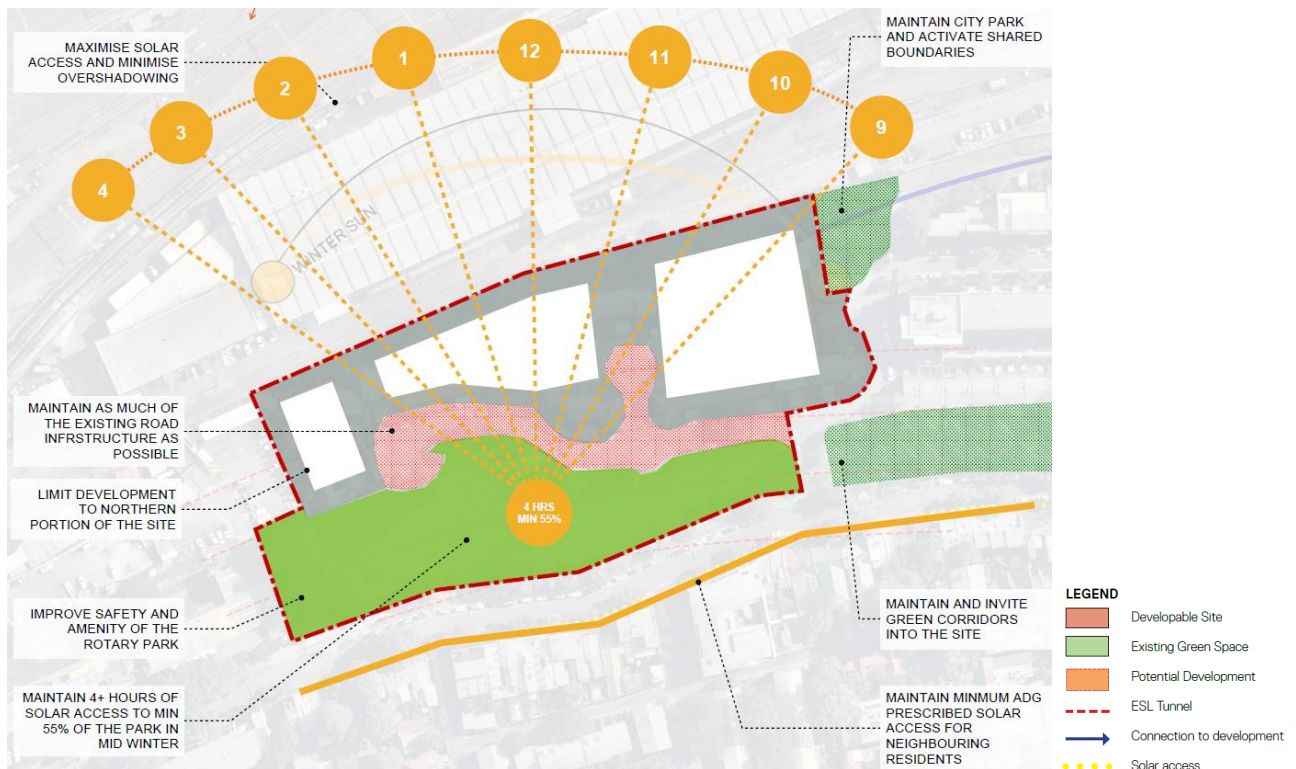 MAXIMISE SOLAR
ACCESS AND MINIMISE
OVERSHADOWING
MAINTAIN CITY PARK
AND ACTIVATE SHARED
BOUNDARIES
4
3
2
1
12
11
10
9
WINTER SUN
MAINTAIN AS MUCH OF
THE EXISTING ROAD
INFRSTRUCTURE AS
POSSIBLE
LIMIT DEVELOPMENT
TO NORTHERN
PORTION OF THE SITE
4 HRS
MIN 55%
IMPROVE SAFETY AND
AMENITY OF THE
ROTARY PARK
MAINTAIN 4+ HOURS OF
SOLAR ACCESS TO MIN
55% OF THE PARK IN
MID WINTER
MAINTAIN AND INVITE
GREEN CORRIDORS
INTO THE SITE
MAINTAIN MINMUM ADG
PRESCRIBED SOLAR
ACCESS FOR
NEIGHBOURING
RESIDENTS
LEGEND
Developable Site
Existing Green Space
Potential Development
ESL Tunnel
Connection to development
Solar access